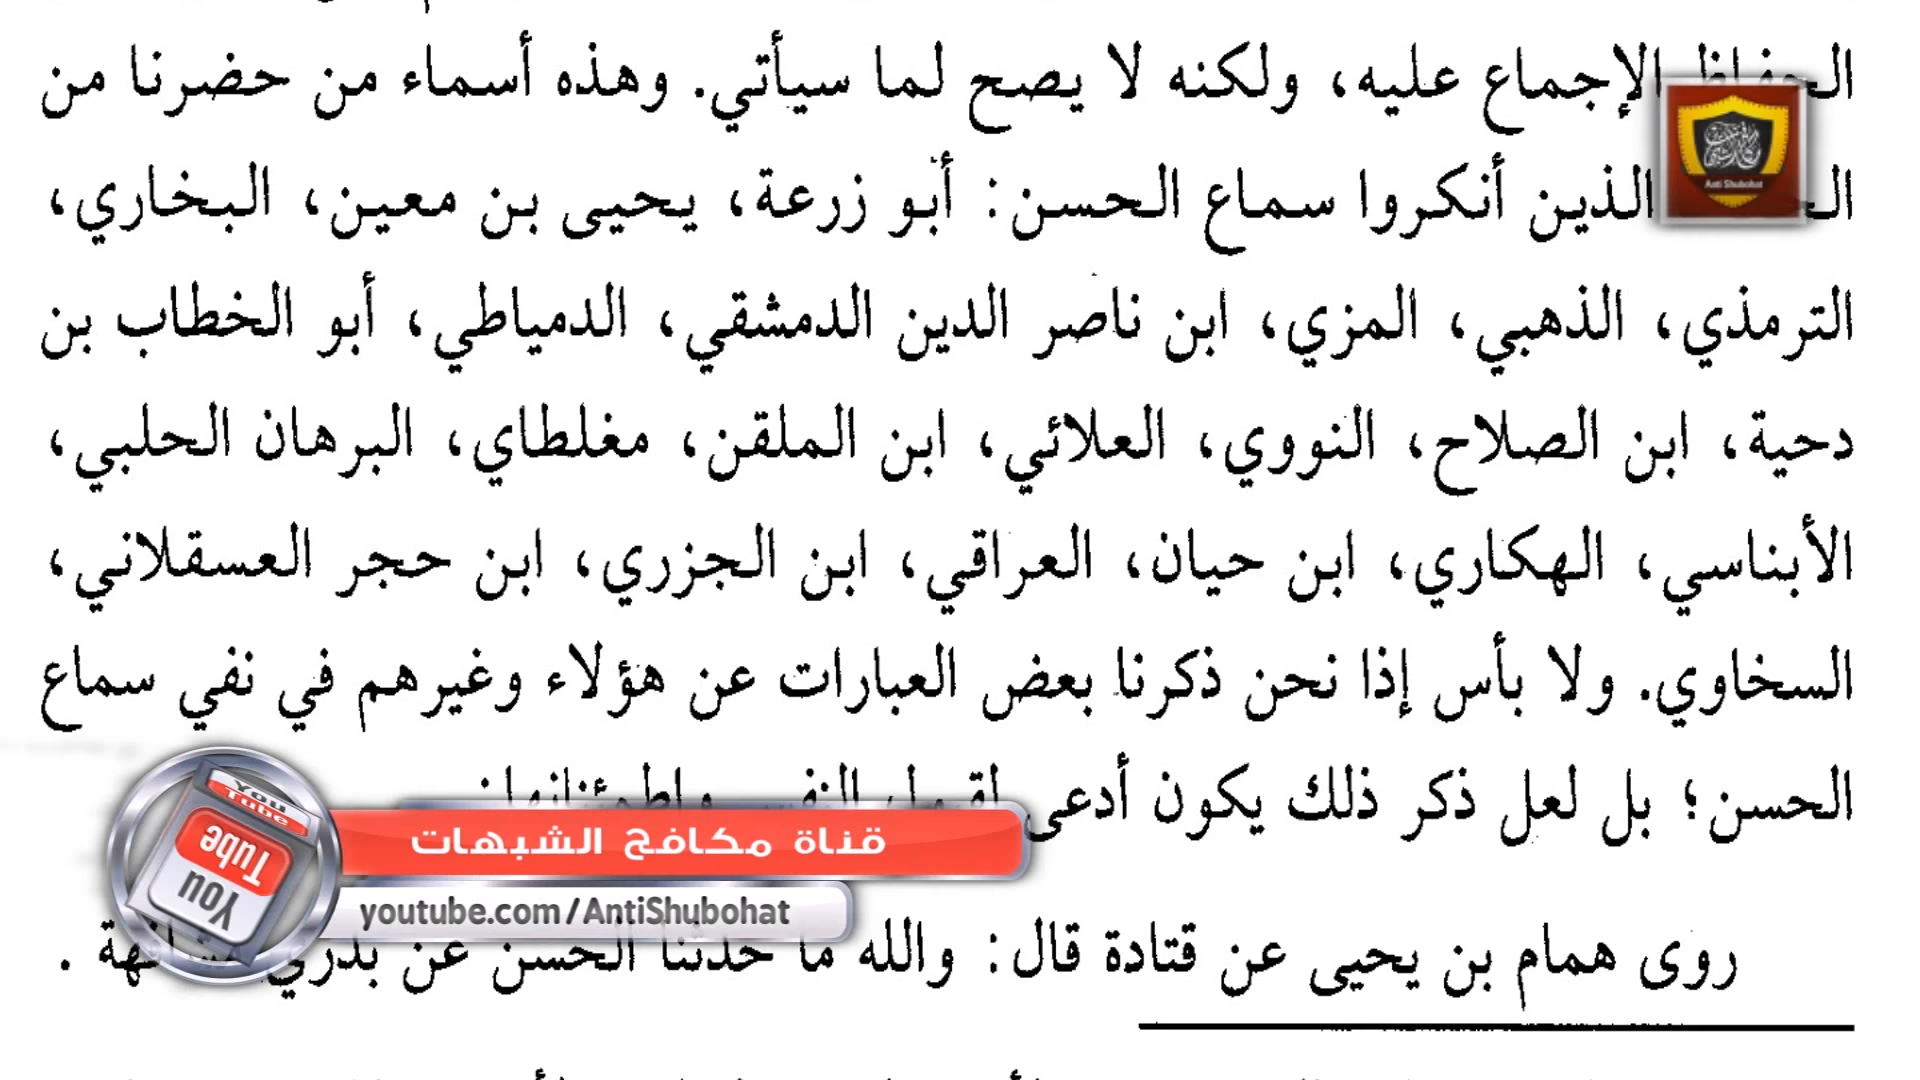 الحفاظ الإجماع عليه، ولكنه لا يصح لما سيأتي. وهذه أسماء من حضرنا من
الذين أنكروا سماع الحسن: أبو زرعة، يحيى بن معين، البخاري،
الترمذي، الذهبي، المزي، ابن ناصر الدين الدمشقي، الدمياطي، أبو الخطاب بن
دحية، ابن الصلاح، النووي، العلائي، ابن الملقن، مغلطاي، البرهان الحلبي،
الأبناسي، الهكاري، ابن حيان، العراقي، ابن الجزري، ابن حجر العسقلاني،
السخاوي. ولا بأس إذا نحن ذكرنا بعض العبارات عن هؤلاء وغيرهم في نفي سماع
الحسن؛ بل لعل ذكر ذلك يكون أدعى
روى همام بن يحيى عن قتادة قال: والله ما حدثنا الحسن عن بدري
Anti Shubohat
You Tube
You Tube
قناة مكافح الشبهات
youtube.com/AntiShubohat